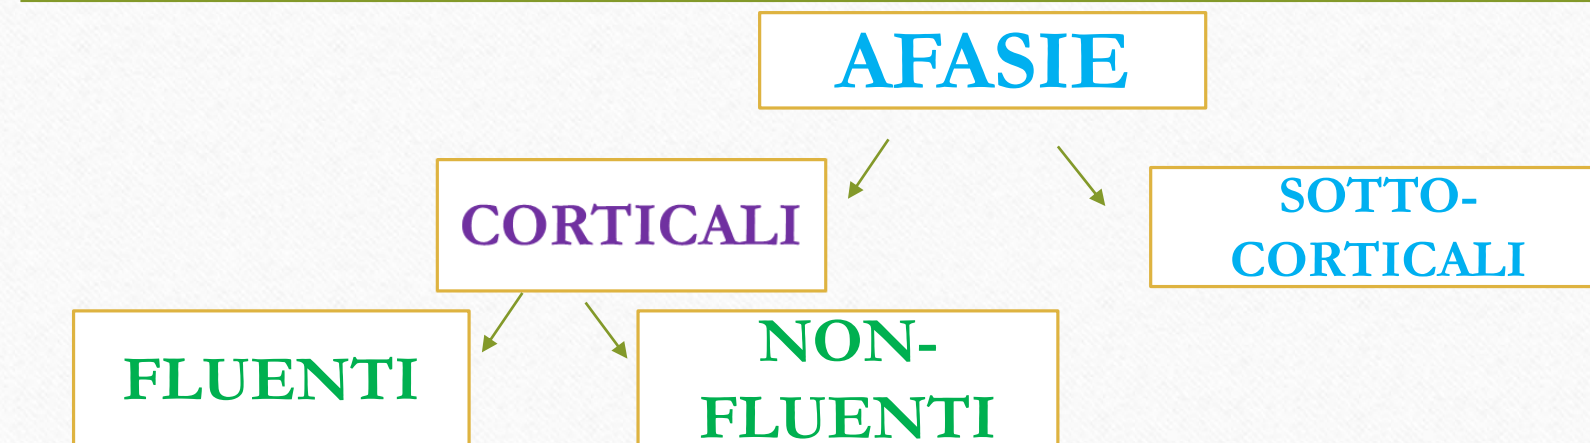 AFASIE
CORTICALI
SOTTO-
CORTICALI
FLUENTI
NON-
FLUENTI